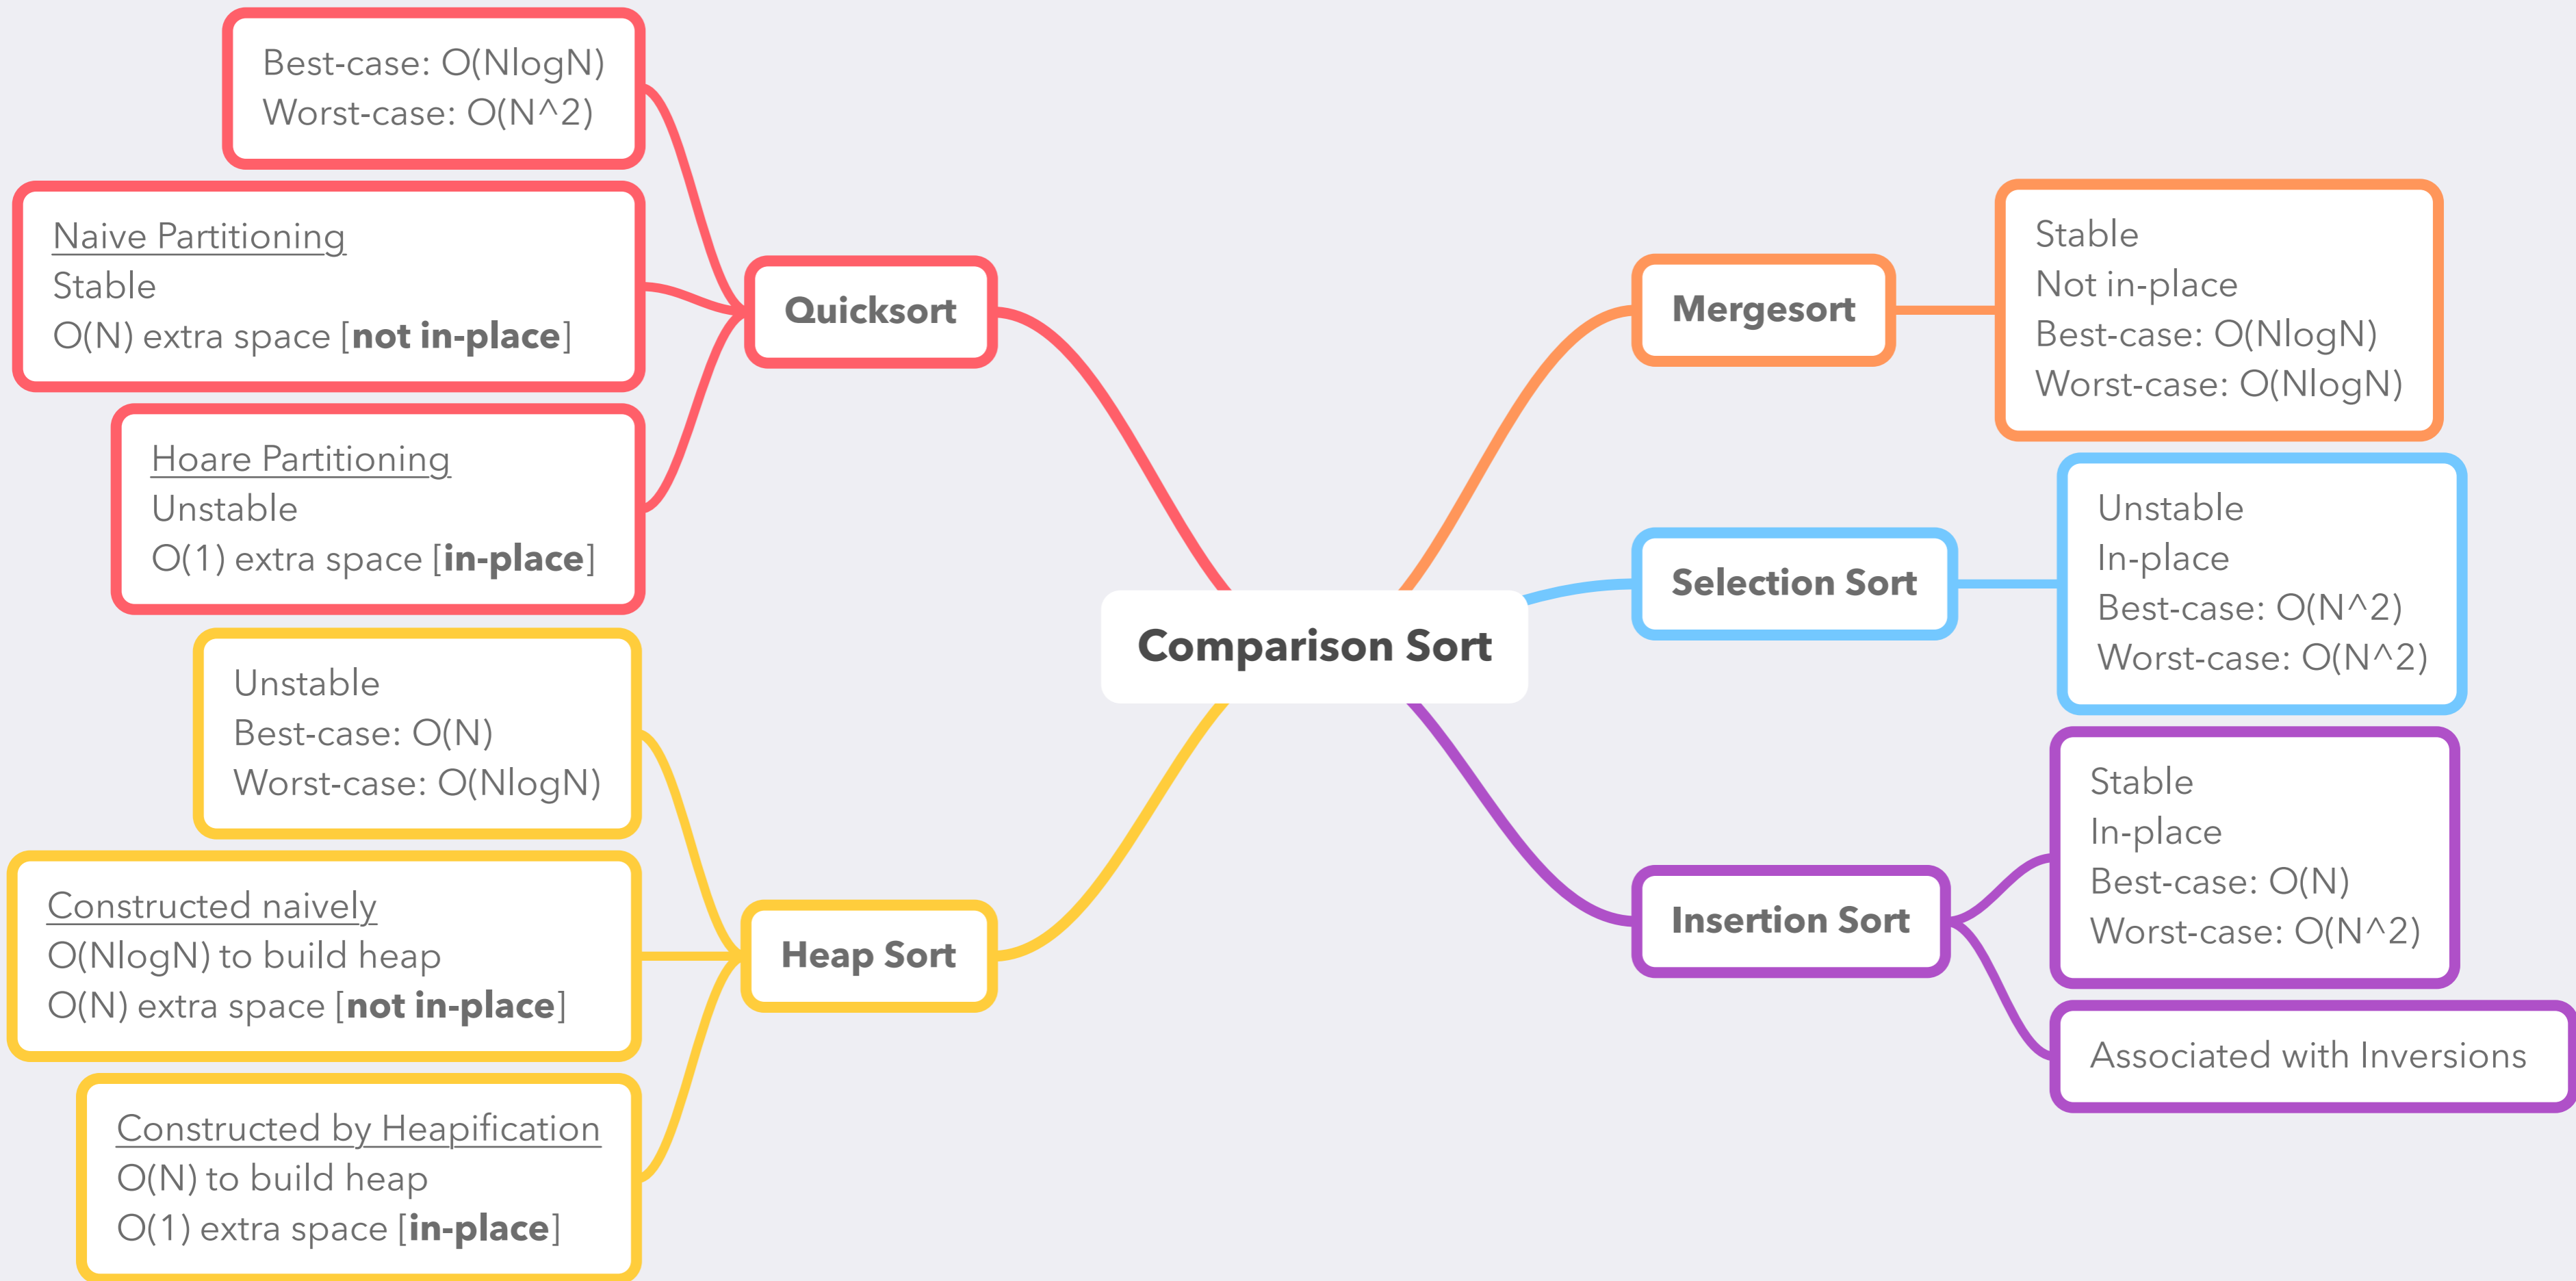 Comparison Sort
Quicksort
Best-case: O(NlogN)
Worst-case: O(N^2)
Naive Partitioning
Stable
O(N) extra space [not in-place]
Hoare Partitioning
Unstable
O(1) extra space [in-place]
Heap Sort
Unstable
Best-case: O(N)
Worst-case: O(NlogN)
Constructed naively
O(NlogN) to build heap
O(N) extra space [not in-place]
Constructed by Heapification
O(N) to build heap
O(1) extra space [in-place]
Mergesort
Stable
Not in-place
Best-case: O(NlogN)
Worst-case: O(NlogN)
Selection Sort
Unstable
In-place
Best-case: O(N^2)
Worst-case: O(N^2)
Insertion Sort
Stable
In-place
Best-case: O(N)
Worst-case: O(N^2)
Associated with Inversions